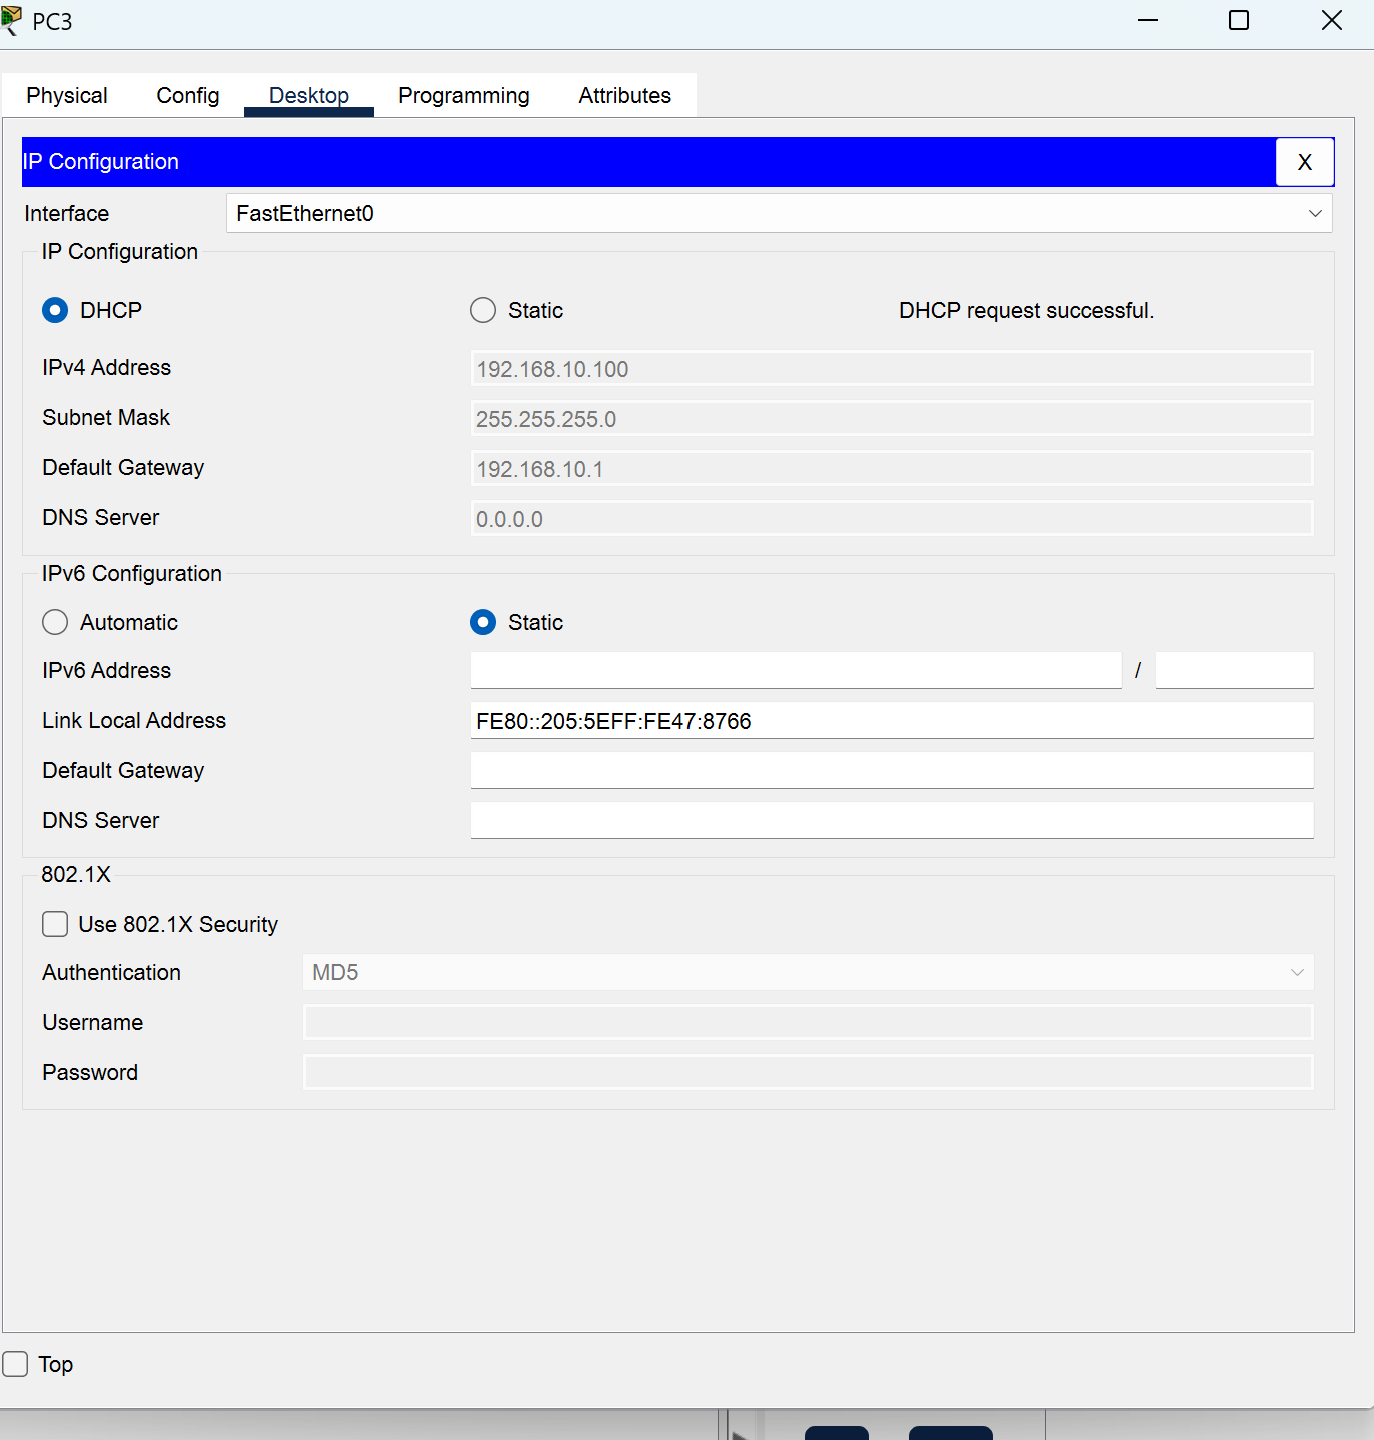 PC3
Physical Config Desktop Programming Attributes
IP Configuration X
Interface FastEthernet0
IP Configuration
DHCP Static DHCP request successful.
IPv4 Address 192.168.10.100
Subnet Mask 255.255.255.0
Default Gateway 192.168.10.1
DNS Server 0.0.0.0
IPv6 Configuration
Automatic Static
IPv6 Address /
Link Local Address FE80::205:5EFF:FE47:8766
Default Gateway
DNS Server
802.1X
Use 802.1X Security
Authentication MD5
Username
Password
Top